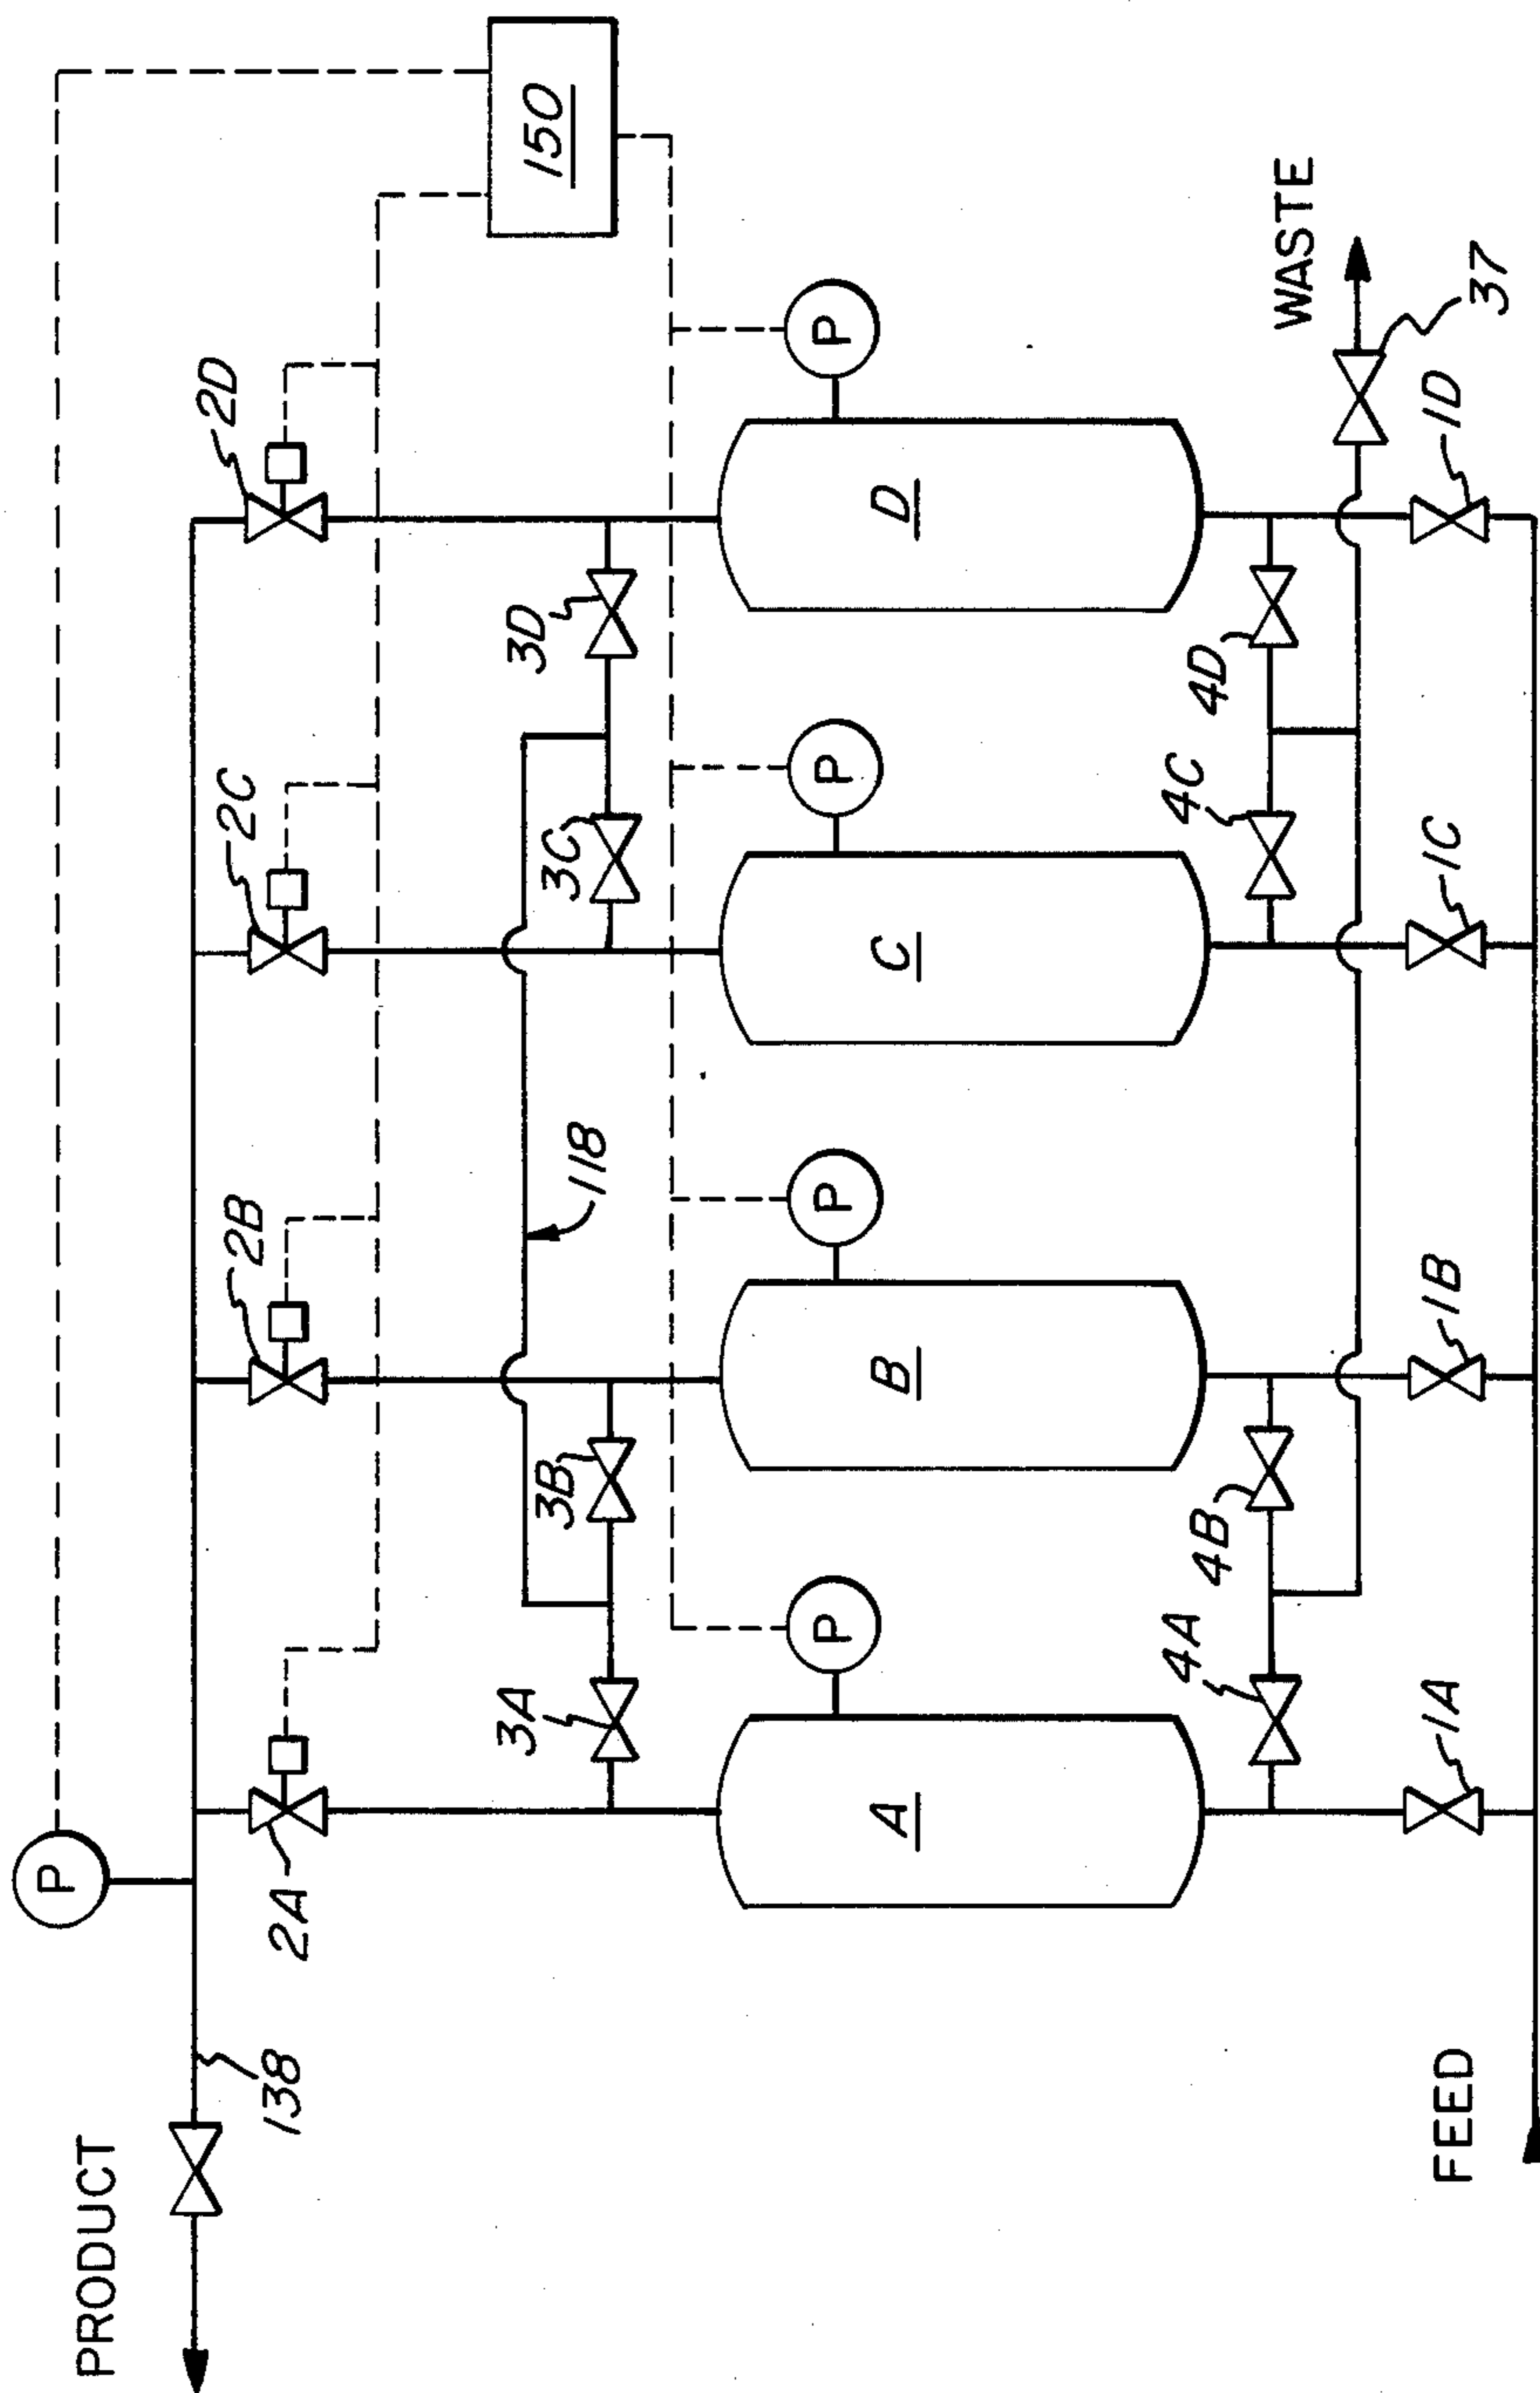 PRODUCT
138
P
2A
2B
2C
2D
150
118
3A
3B
3C
3D
P
P
P
P
A
B
C
D
4A
4B
4C
4D
WASTE
37
1A
1B
1C
1D
FEED